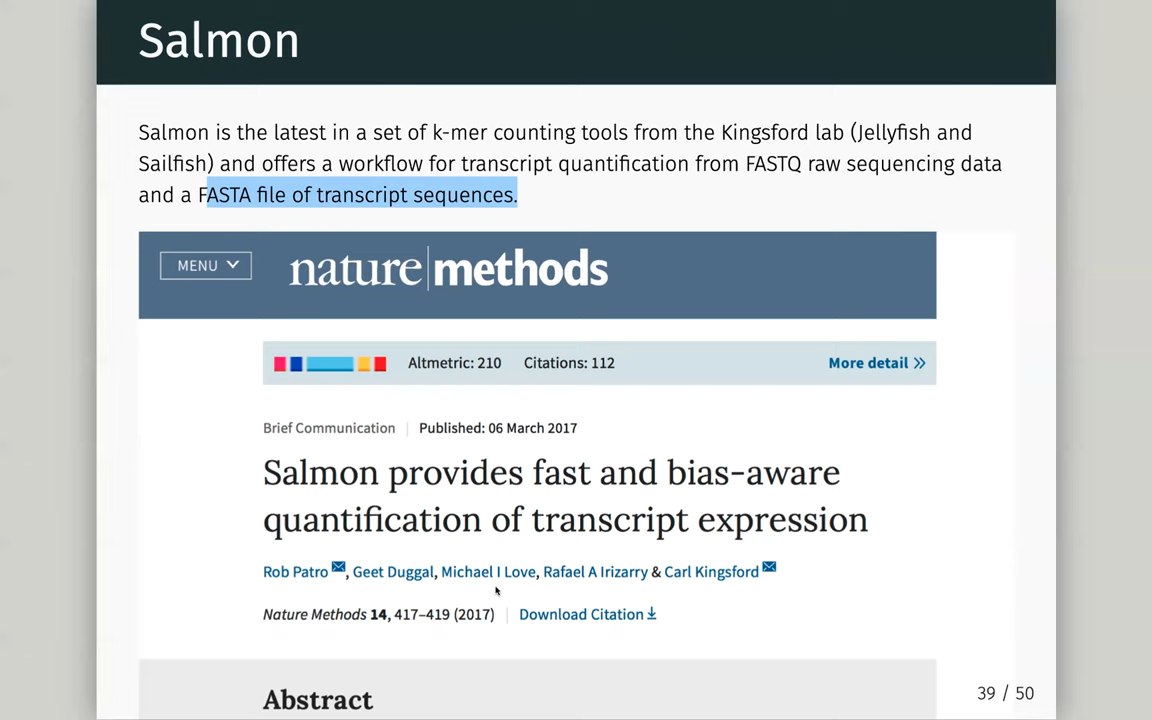 Salmon
Salmon is the latest in a set of k-mer counting tools from the Kingsford lab (Jellyfish and
Sailfish) and offers a workflow for transcript quantification from FASTQ raw sequencing data
and a FASTA file of transcript sequences.
MENU
nature methods
Altmetric: 210 Citations: 112 More detail »
Brief Communication | Published: 06 March 2017
Salmon provides fast and bias-aware
quantification of transcript expression
Rob Patro, Geet Duggal, Michael I Love, Rafael A Irizarry & Carl Kingsford
Nature Methods 14, 417–419 (2017) | Download Citation
Abstract
39 / 50